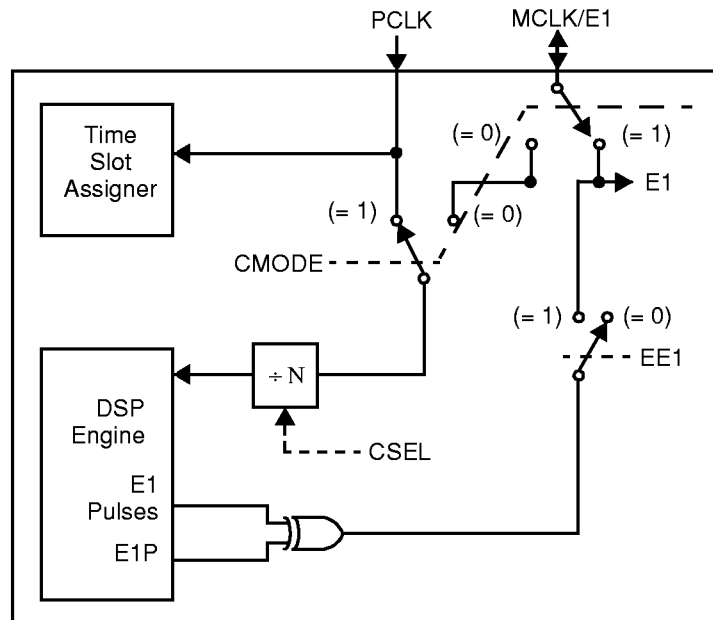 PCLK
MCLK/E1
Time
Slot
Assigner
(= 0)
(= 1)
E1
(= 1)
(= 0)
CMODE
(= 1)
(= 0)
EE1
÷ N
DSP
Engine
CSEL
E1
Pulses
E1P